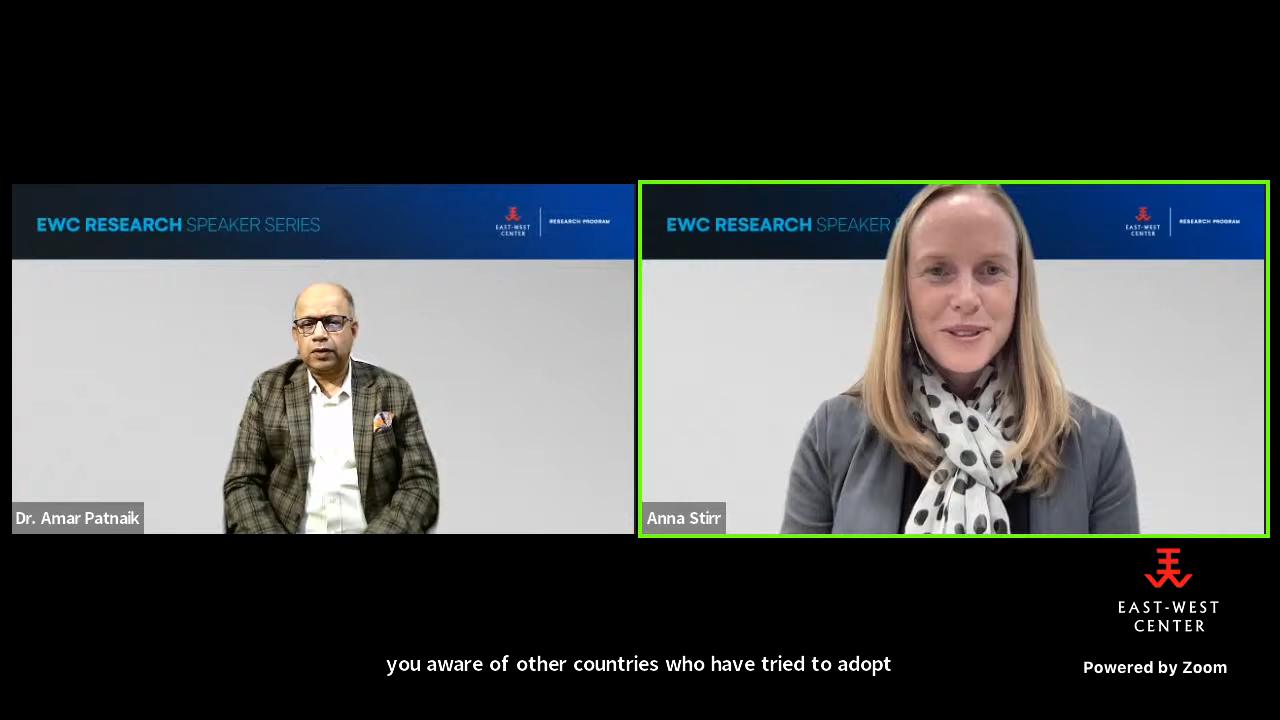 EWC RESEARCH SPEAKER SERIES
EAST-WEST
CENTER
RESEARCH PROGRAM
EWC RESEARCH SPEAKER
EAST-WEST
CENTER
RESEARCH PROGRAM
Dr. Amar Patnaik
Anna Stirr
EAST-WEST
CENTER
you aware of other countries who have tried to adopt
Powered by Zoom